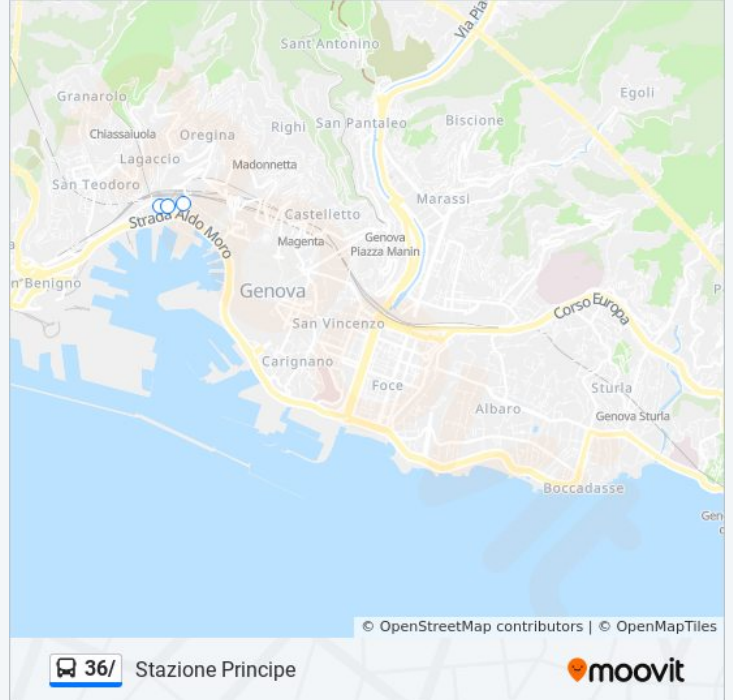 Via Pia
Sant'Antonino
Granarolo
Egoli
Chiassaiuola
Oregina
Righi
San Pantaleo
Biscione
Lagaccio
Madonnetta
San Teodoro
Marassi
Castelletto
Strada Aldo Moro
Magenta
Genova
Piazza Manin
a
n'Benigno
Genova
P
Corso Europa
San Vincenzo
Carignano
Foce
Sturla
Albaro
Genova Sturla
Boccadasse
Gen
© OpenStreetMap contributors | © OpenMapTiles
36/ Stazione Principe
moovit